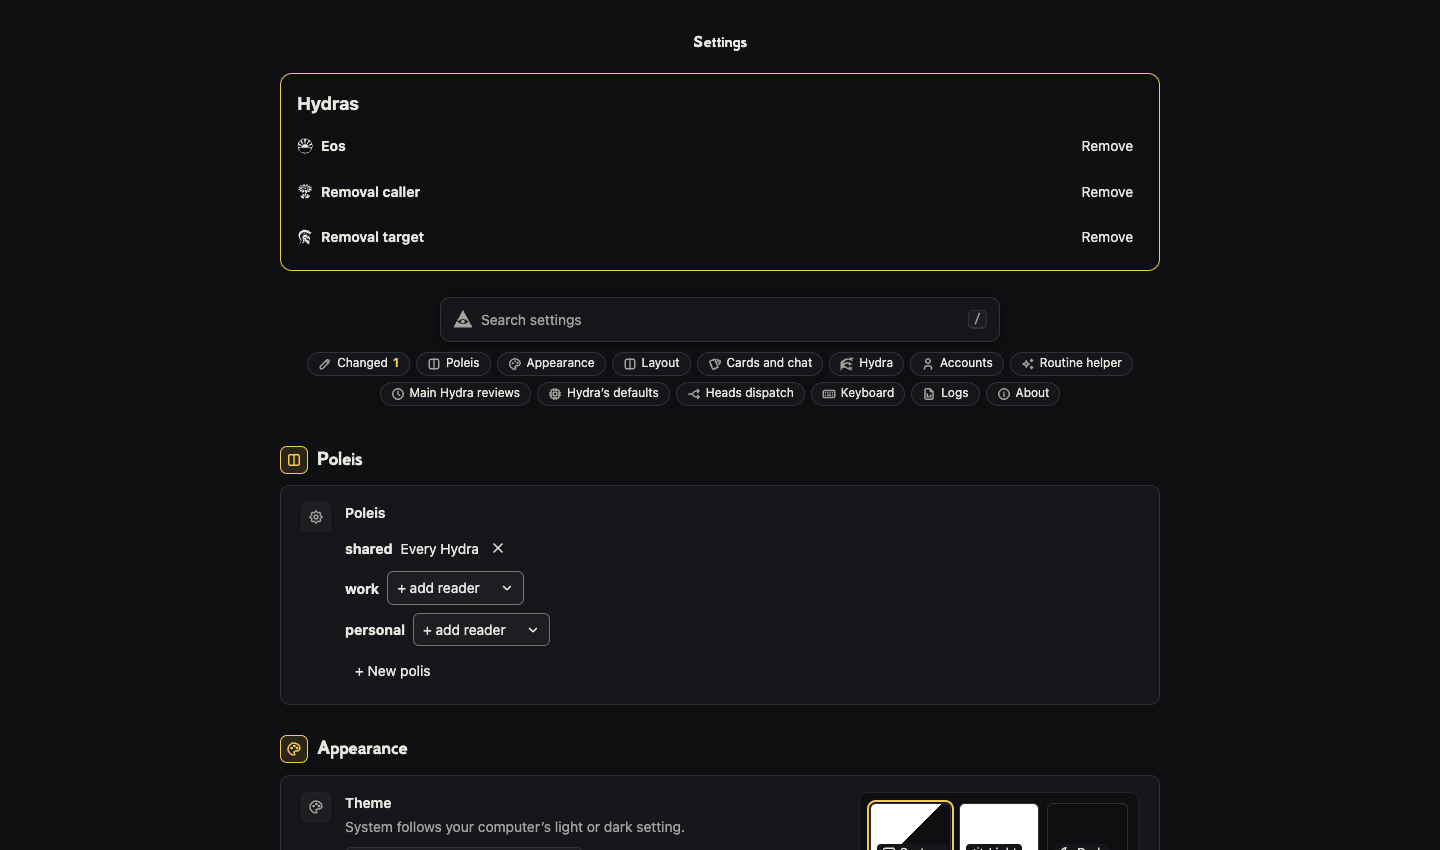 Settings
Hydras
Eos Remove
Removal caller Remove
Removal target Remove
Search settings /
Changed 1 Poleis Appearance Layout Cards and chat Hydra Accounts Routine helper
Main Hydra reviews Hydra’s defaults Heads dispatch Keyboard Logs About
Poleis
Poleis
shared Every Hydra
work + add reader
personal + add reader
+ New polis
Appearance
Theme
System follows your computer’s light or dark setting.